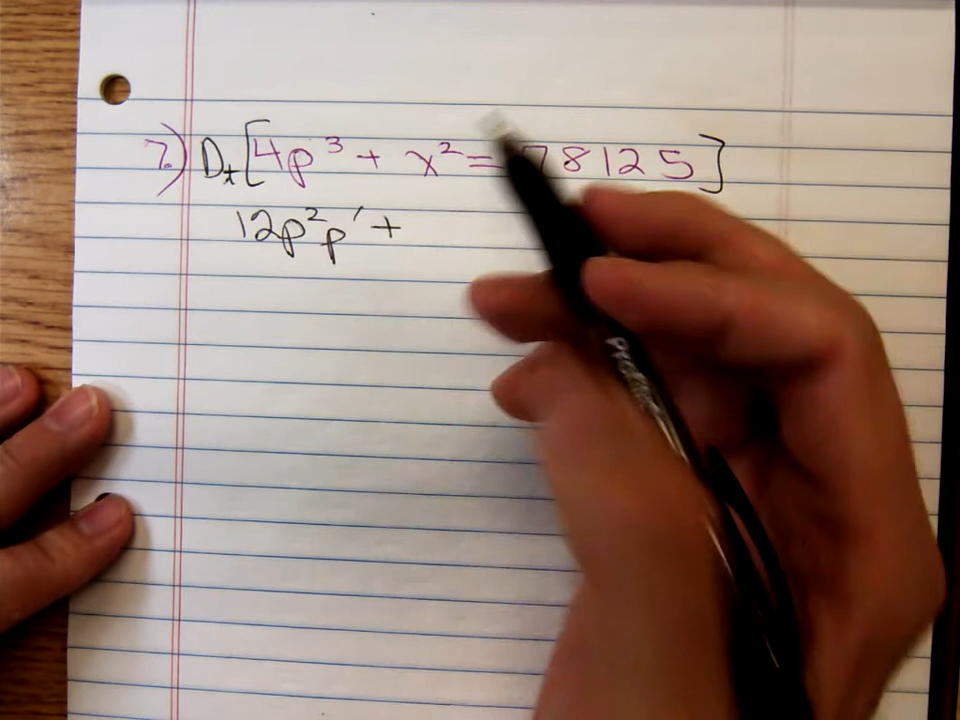 7.) Dₜ[4p³ + x² = 78125]
12p²p′ +